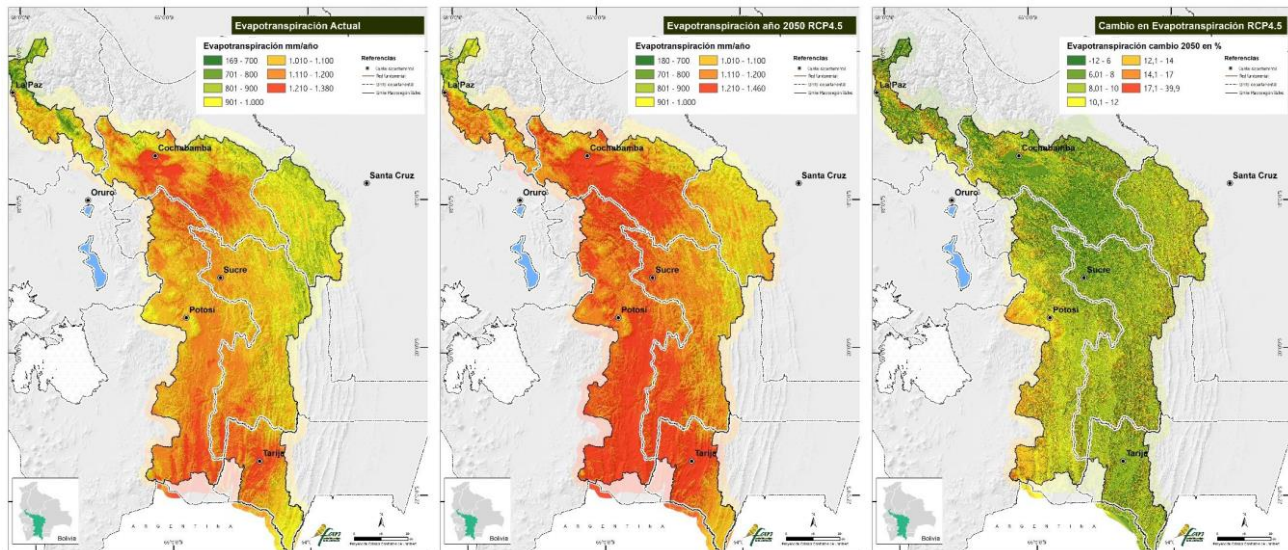 Evapotranspiración Actual
Evapotranspiración mm/año
169 - 700
701 - 800
801 - 900
901 - 1.000
1.010 - 1.100
1.110 - 1.200
1.210 - 1.380
Referencias
La Paz
Cochabamba
Oruro
Santa Cruz
Sucre
Potosí
Tarija
ARGENTINA
Bolivia
fan
Evapotranspiración año 2050 RCP4.5
Evapotranspiración mm/año
180 - 700
701 - 800
801 - 900
901 - 1.000
1.010 - 1.100
1.110 - 1.200
1.210 - 1.460
Referencias
La Paz
Cochabamba
Oruro
Santa Cruz
Sucre
Potosí
Tarija
ARGENTINA
Bolivia
fan
Cambio en Evapotranspiración RCP4.5
Evapotranspiración cambio 2050 en %
-12 - 6
6,01 - 8
8,01 - 10
10,1 - 12
12,1 - 14
14,1 - 17
17,1 - 39,9
Referencias
La Paz
Cochabamba
Oruro
Santa Cruz
Sucre
Potosí
Tarija
ARGENTINA
Bolivia
fan